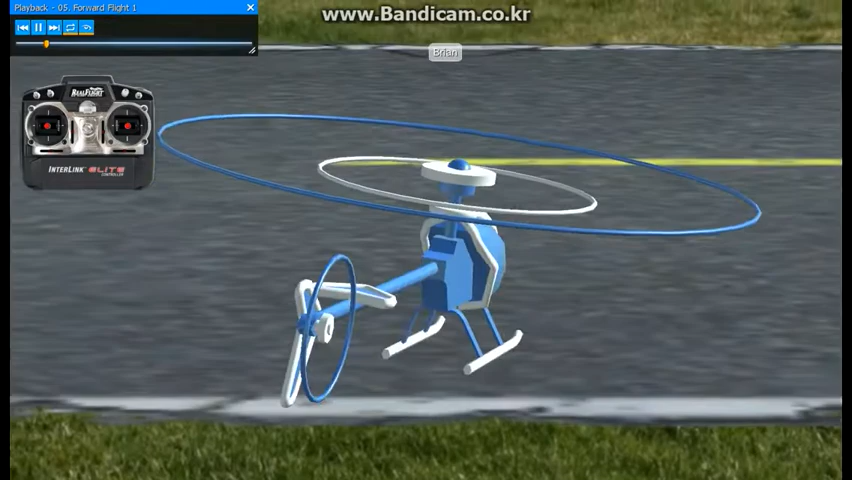 Playback - 05. Forward Flight 1
www.Bandicam.co.kr
Brian
REALFLIGHT
INTERLINK ELITE
CONTROLLER